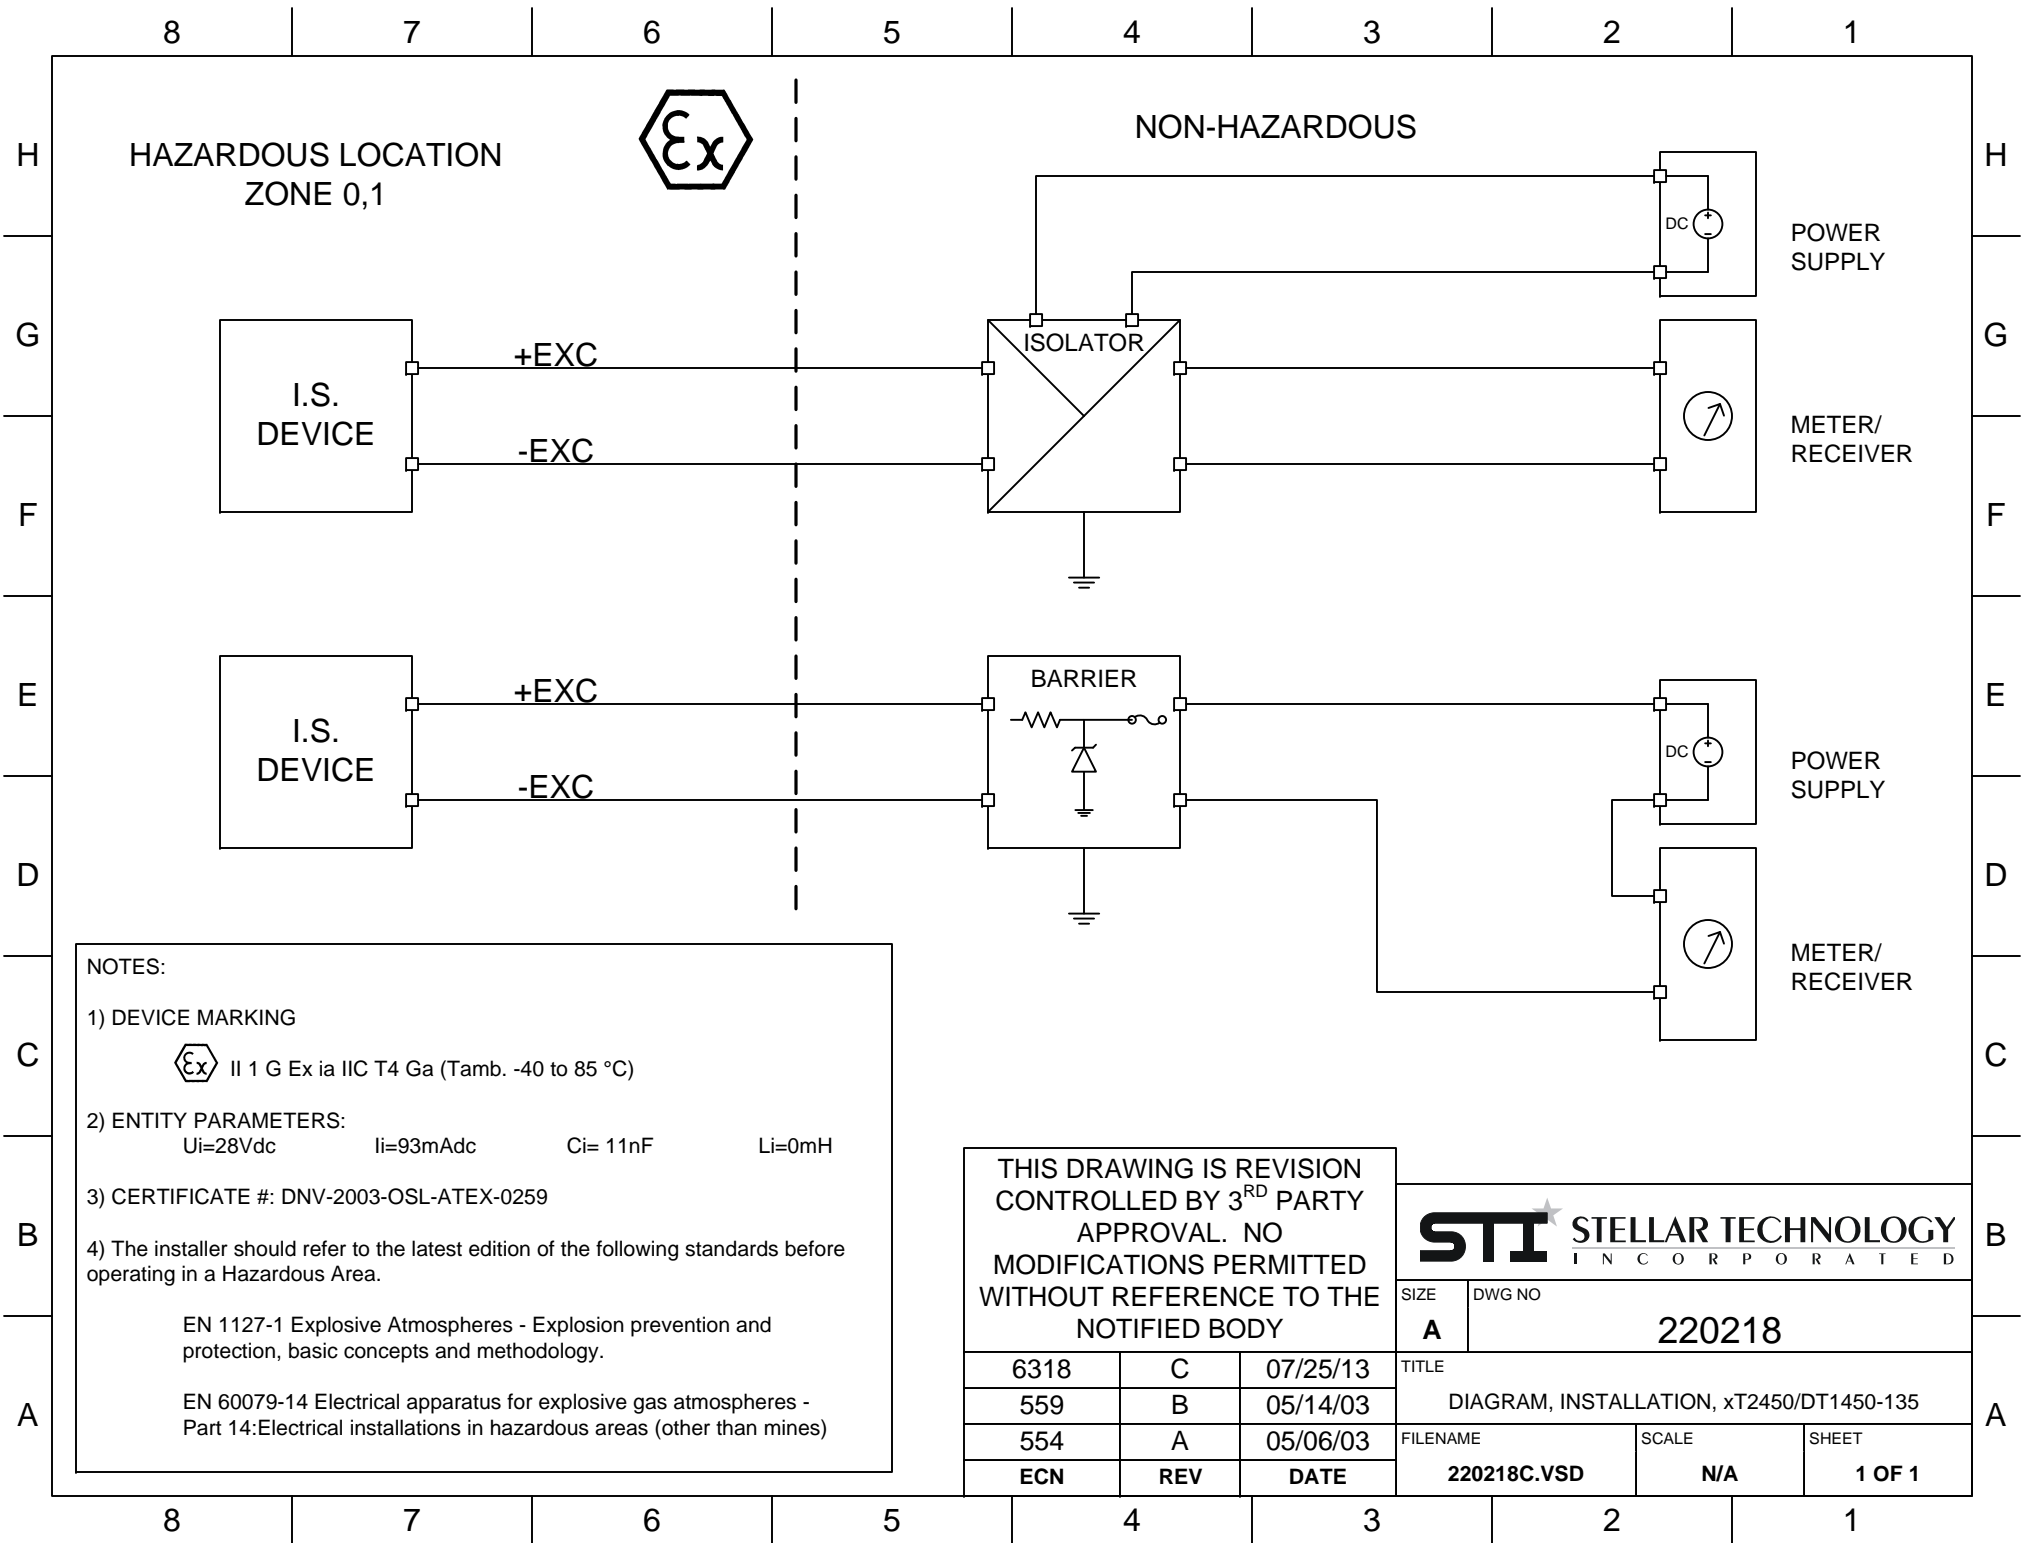 8 7 6 5 4 3 2 1
H
G
F
E
D
C
B
A
HAZARDOUS LOCATION
ZONE 0,1
Ex
NON-HAZARDOUS
DC
+
-
POWER
SUPPLY
I.S.
DEVICE
+EXC
-EXC
ISOLATOR
METER/
RECEIVER
I.S.
DEVICE
+EXC
-EXC
BARRIER
DC
+
-
POWER
SUPPLY
METER/
RECEIVER
NOTES:
1) DEVICE MARKING
Ex II 1 G Ex ia IIC T4 Ga (Tamb. -40 to 85 °C)
2) ENTITY PARAMETERS:
Ui=28Vdc Ii=93mAdc Ci= 11nF Li=0mH
3) CERTIFICATE #: DNV-2003-OSL-ATEX-0259
4) The installer should refer to the latest edition of the following standards before
operating in a Hazardous Area.
EN 1127-1 Explosive Atmospheres - Explosion prevention and
protection, basic concepts and methodology.
EN 60079-14 Electrical apparatus for explosive gas atmospheres -
Part 14:Electrical installations in hazardous areas (other than mines)
THIS DRAWING IS REVISION
CONTROLLED BY 3RD PARTY
APPROVAL. NO
MODIFICATIONS PERMITTED
WITHOUT REFERENCE TO THE
NOTIFIED BODY
6318 C 07/25/13
559 B 05/14/03
554 A 05/06/03
ECN REV DATE
STI STELLAR TECHNOLOGY
INCORPORATED
SIZE
A
DWG NO
220218
TITLE
DIAGRAM, INSTALLATION, xT2450/DT1450-135
FILENAME
220218C.VSD
SCALE
N/A
SHEET
1 OF 1
H
G
F
E
D
C
B
A
8 7 6 5 4 3 2 1